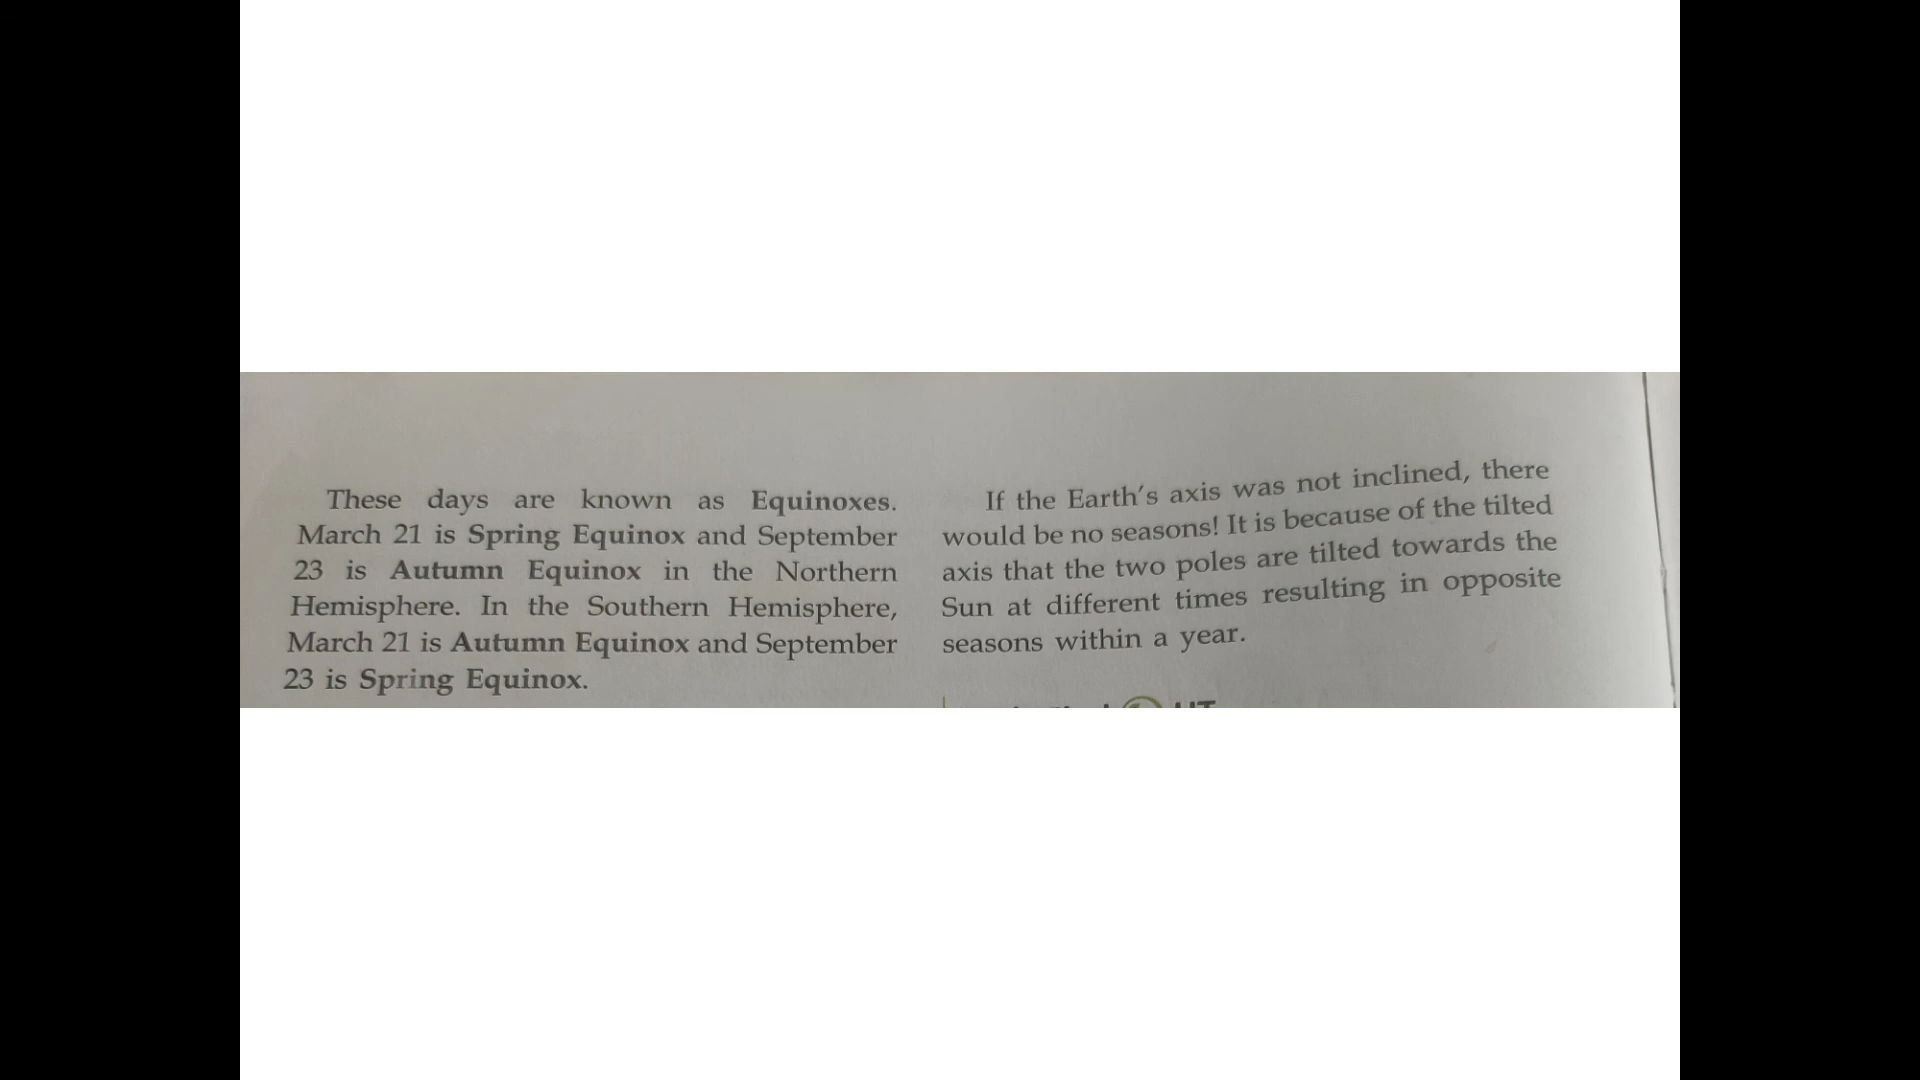 These days are known as Equinoxes.
March 21 is Spring Equinox and September
23 is Autumn Equinox in the Northern
Hemisphere. In the Southern Hemisphere,
March 21 is Autumn Equinox and September
23 is Spring Equinox.
If the Earth's axis was not inclined, there
would be no seasons! It is because of the tilted
axis that the two poles are tilted towards the
Sun at different times resulting in opposite
seasons within a year.